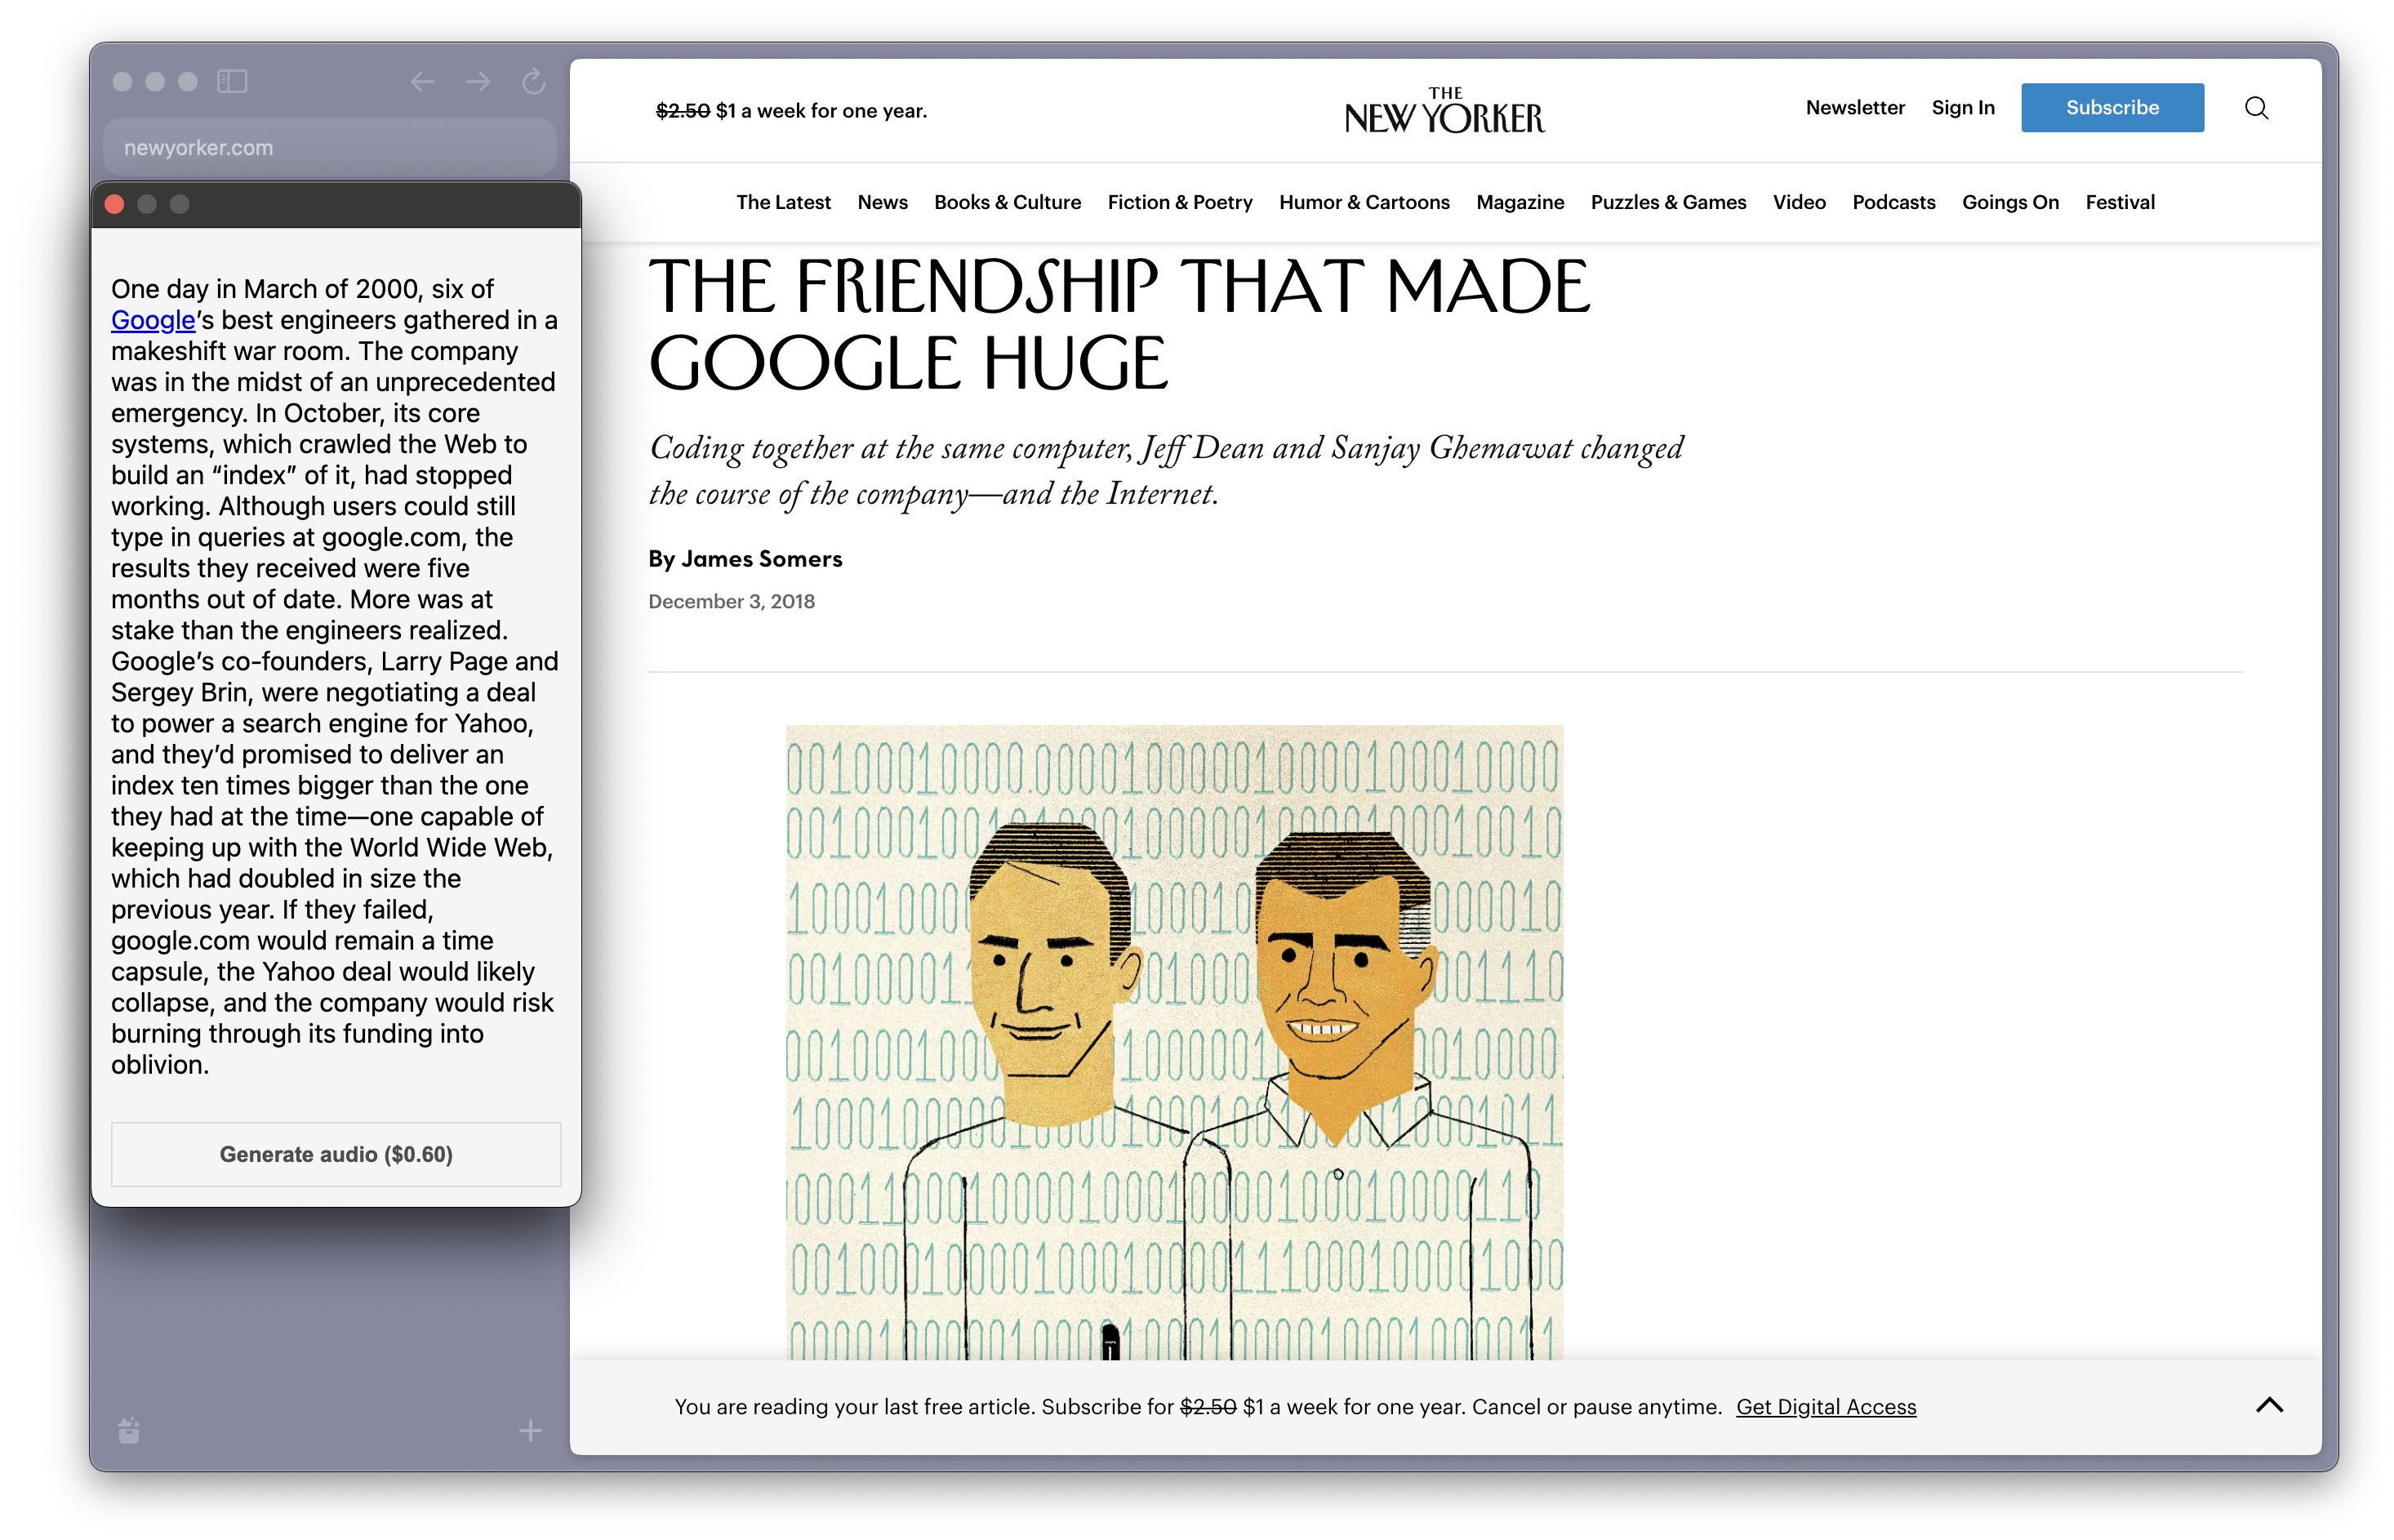 newyorker.com
One day in March of 2000, six of
Google’s best engineers gathered in a
makeshift war room. The company
was in the midst of an unprecedented
emergency. In October, its core
systems, which crawled the Web to
build an “index” of it, had stopped
working. Although users could still
type in queries at google.com, the
results they received were five
months out of date. More was at
stake than the engineers realized.
Google’s co-founders, Larry Page and
Sergey Brin, were negotiating a deal
to power a search engine for Yahoo,
and they’d promised to deliver an
index ten times bigger than the one
they had at the time—one capable of
keeping up with the World Wide Web,
which had doubled in size the
previous year. If they failed,
google.com would remain a time
capsule, the Yahoo deal would likely
collapse, and the company would risk
burning through its funding into
oblivion.
Generate audio ($0.60)
$2.50 $1 a week for one year.
THE
NEW YORKER
Newsletter Sign In Subscribe
The Latest News Books & Culture Fiction & Poetry Humor & Cartoons Magazine Puzzles & Games Video Podcasts Goings On Festival
THE FRIENDSHIP THAT MADE
GOOGLE HUGE
Coding together at the same computer, Jeff Dean and Sanjay Ghemawat changed
the course of the company—and the Internet.
By James Somers
December 3, 2018
You are reading your last free article. Subscribe for $2.50 $1 a week for one year. Cancel or pause anytime. Get Digital Access